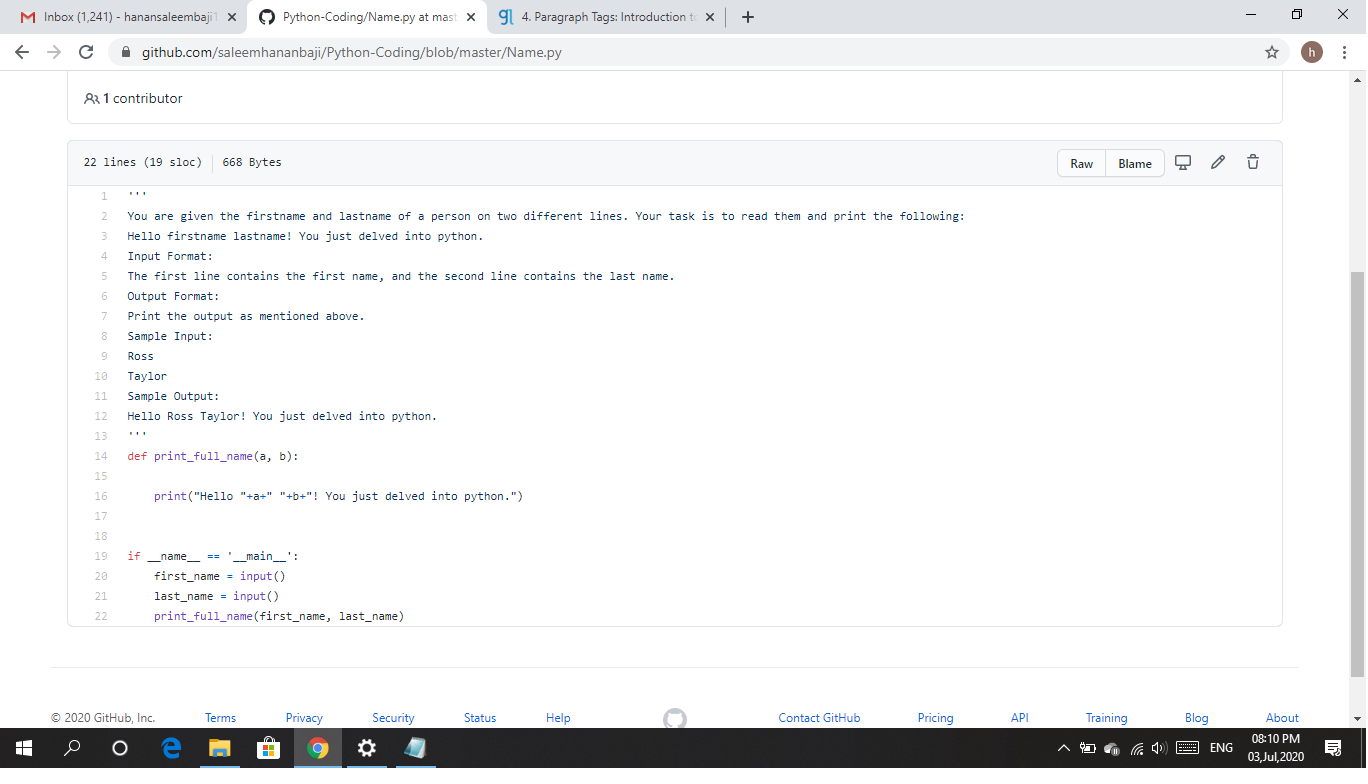 Inbox (1,241) - hanansaleembaji1
Python-Coding/Name.py at mast
4. Paragraph Tags: Introduction to
github.com/saleemhananbaji/Python-Coding/blob/master/Name.py
h
1 contributor
22 lines (19 sloc) 668 Bytes
Raw Blame
1 '''
2 You are given the firstname and lastname of a person on two different lines. Your task is to read them and print the following:
3 Hello firstname lastname! You just delved into python.
4 Input Format:
5 The first line contains the first name, and the second line contains the last name.
6 Output Format:
7 Print the output as mentioned above.
8 Sample Input:
9 Ross
10 Taylor
11 Sample Output:
12 Hello Ross Taylor! You just delved into python.
13 '''
14 def print_full_name(a, b):
15
16 print("Hello "+a+" "+b+"! You just delved into python.")
17
18
19 if __name__ == '__main__':
20 first_name = input()
21 last_name = input()
22 print_full_name(first_name, last_name)
© 2020 GitHub, Inc. Terms Privacy Security Status Help Contact GitHub Pricing API Training Blog About
ENG
08:10 PM
03,Jul,2020